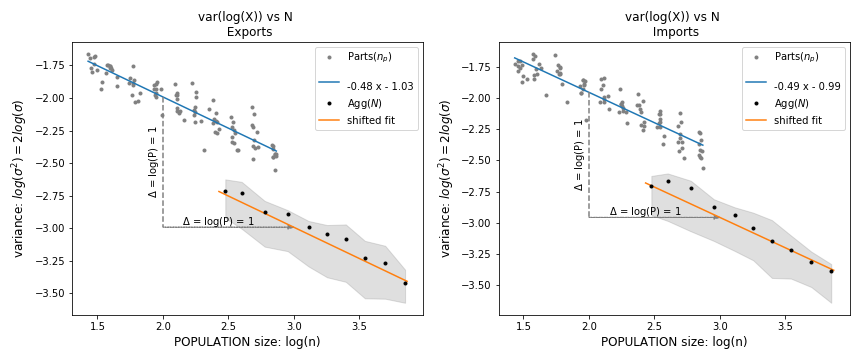 var(log(X)) vs N
Exports
Parts(n_p)
-0.48 x - 1.03
Agg(N)
shifted fit
Δ = log(P) = 1
Δ = log(P) = 1
variance: log(σ²) = 2log(σ)
−1.75
−2.00
−2.25
−2.50
−2.75
−3.00
−3.25
−3.50
1.5
2.0
2.5
3.0
3.5
POPULATION size: log(n)
var(log(X)) vs N
Imports
Parts(n_p)
-0.49 x - 0.99
Agg(N)
shifted fit
Δ = log(P) = 1
Δ = log(P) = 1
variance: log(σ²) = 2log(σ)
−1.75
−2.00
−2.25
−2.50
−2.75
−3.00
−3.25
−3.50
1.5
2.0
2.5
3.0
3.5
POPULATION size: log(n)